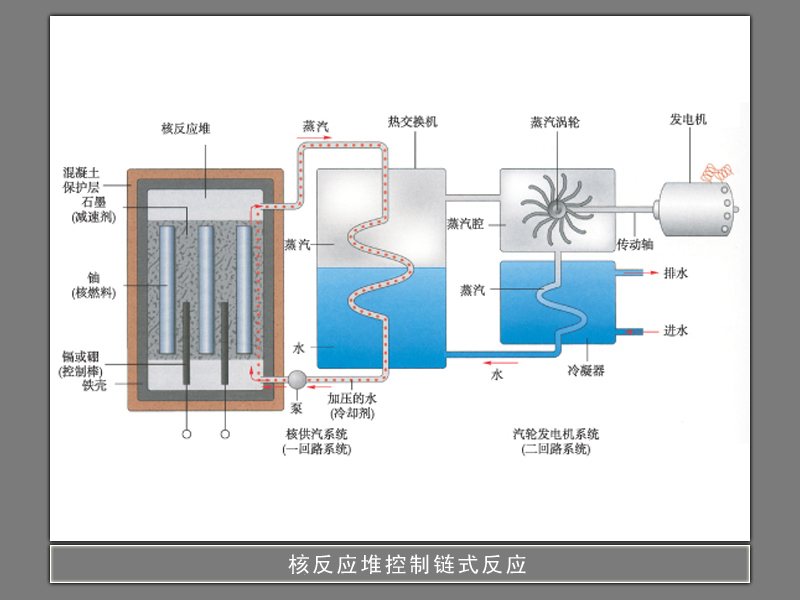 核反应堆
蒸汽
热交换机
蒸汽涡轮
发电机
混凝土
保护层
石墨
(减速剂)
铀
(核燃料)
镉或硼
(控制棒)
铁壳
蒸汽
水
泵
加压的水
(冷却剂)
蒸汽腔
传动轴
蒸汽
排水
进水
水
冷凝器
核供汽系统
(一回路系统)
汽轮发电机系统
(二回路系统)
核反应堆控制链式反应